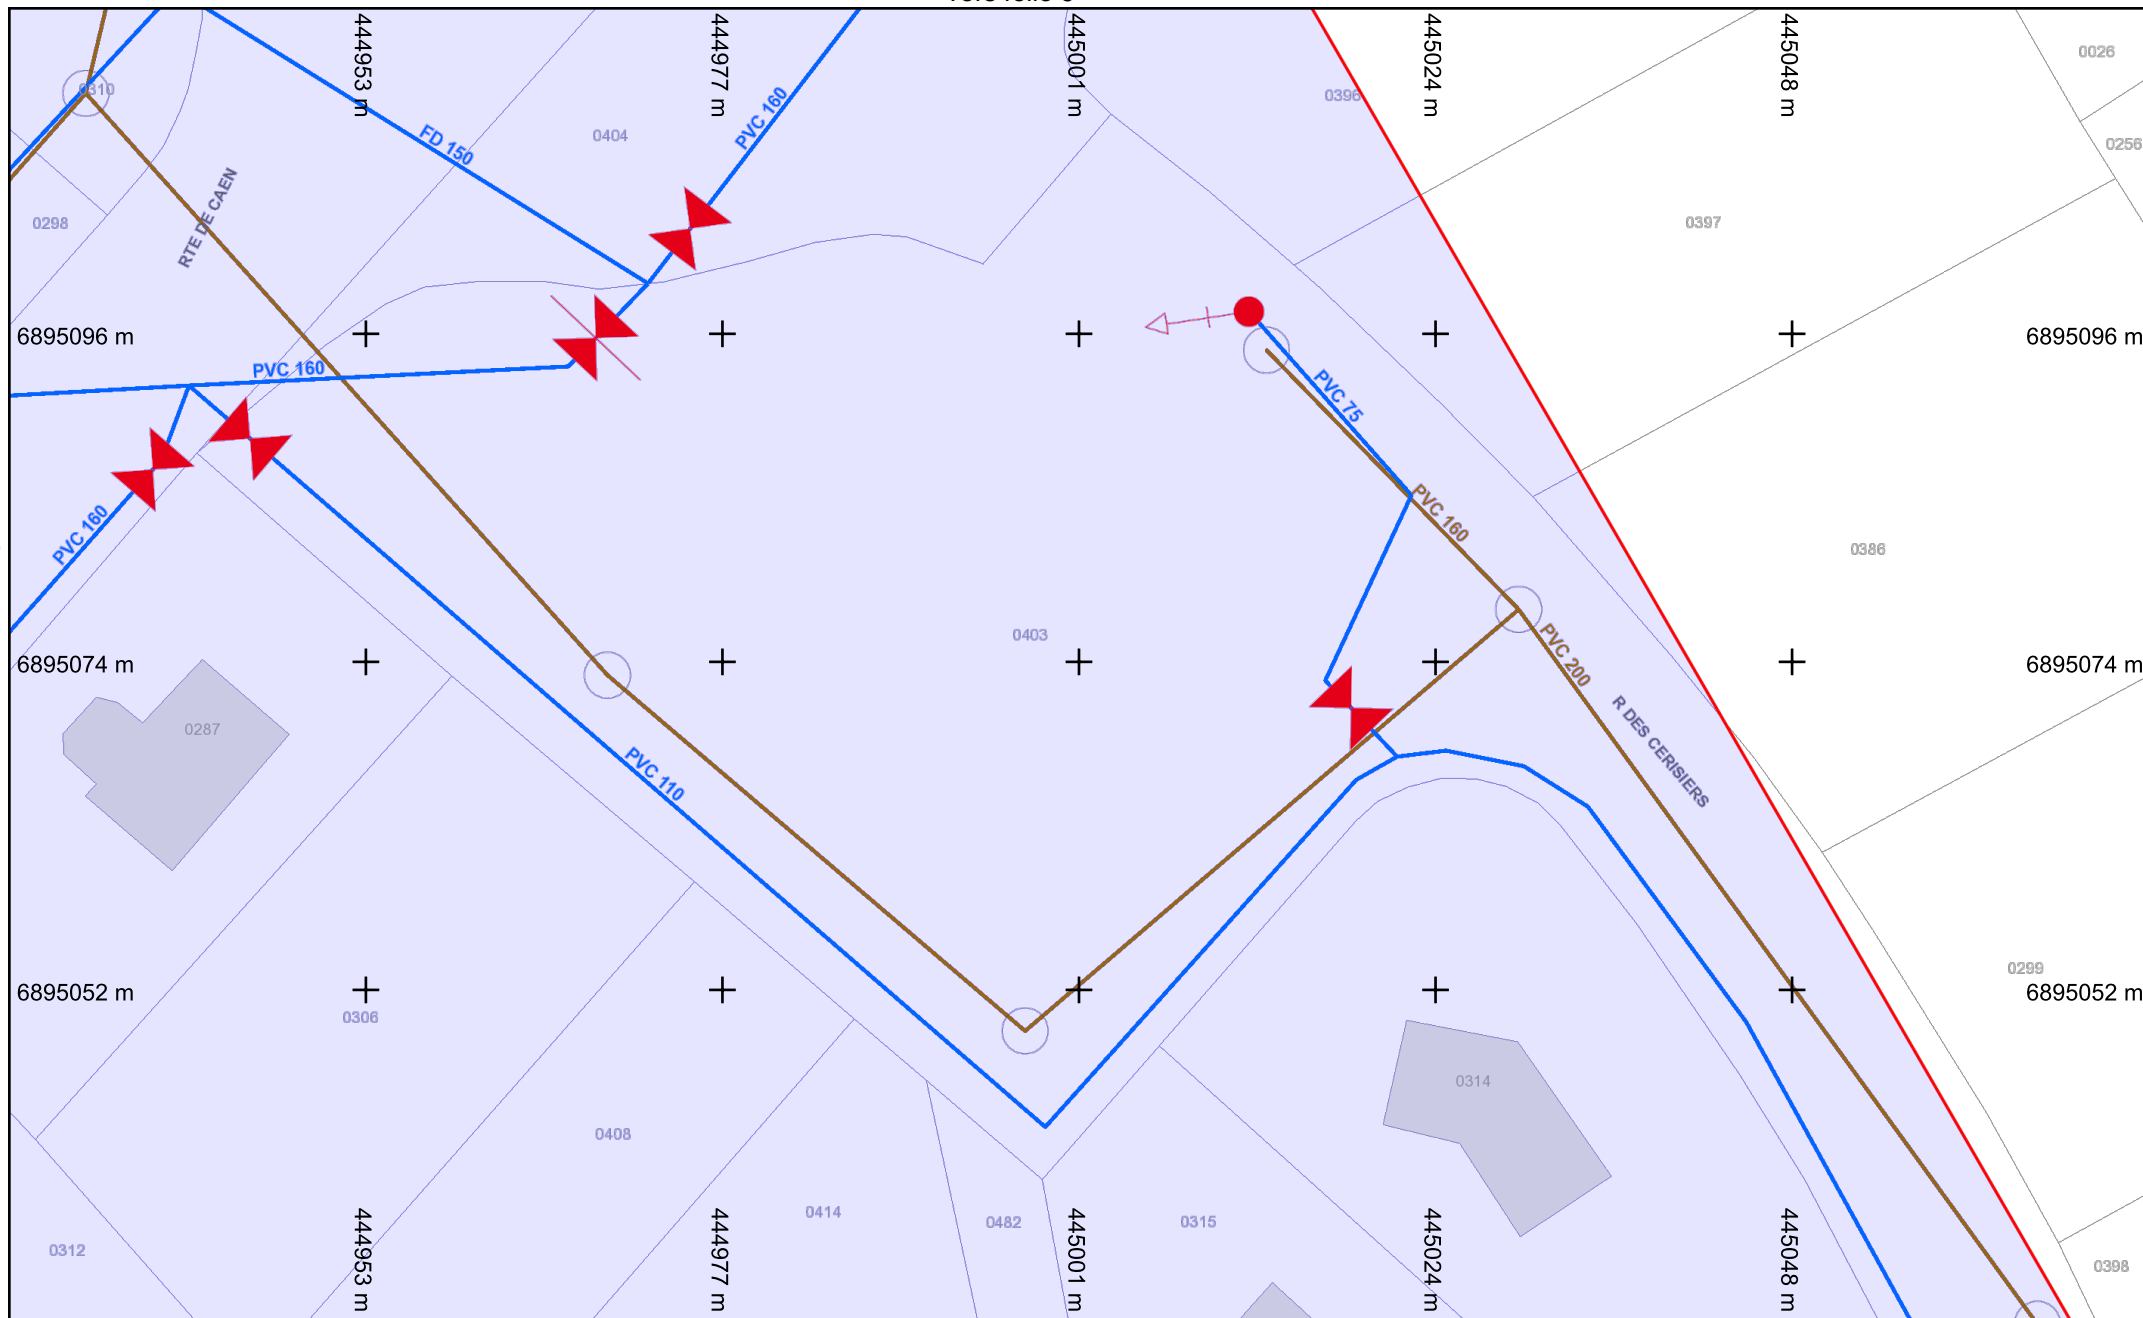 444953 m
444977 m
445001 m
445024 m
445048 m
0026
0310
0396
FD 150
PVC 160
0404
0256
0298
RTE DE CAEN
0397
6895096 m
6895096 m
PVC 160
PVC 75
PVC 160
PVC 160
0386
0403
6895074 m
PVC 200
6895074 m
0287
R DES CERISIERS
PVC 110
0299
6895052 m
6895052 m
0306
0314
0408
0414
0482
0315
0312
0398
444953 m
444977 m
445001 m
445024 m
445048 m